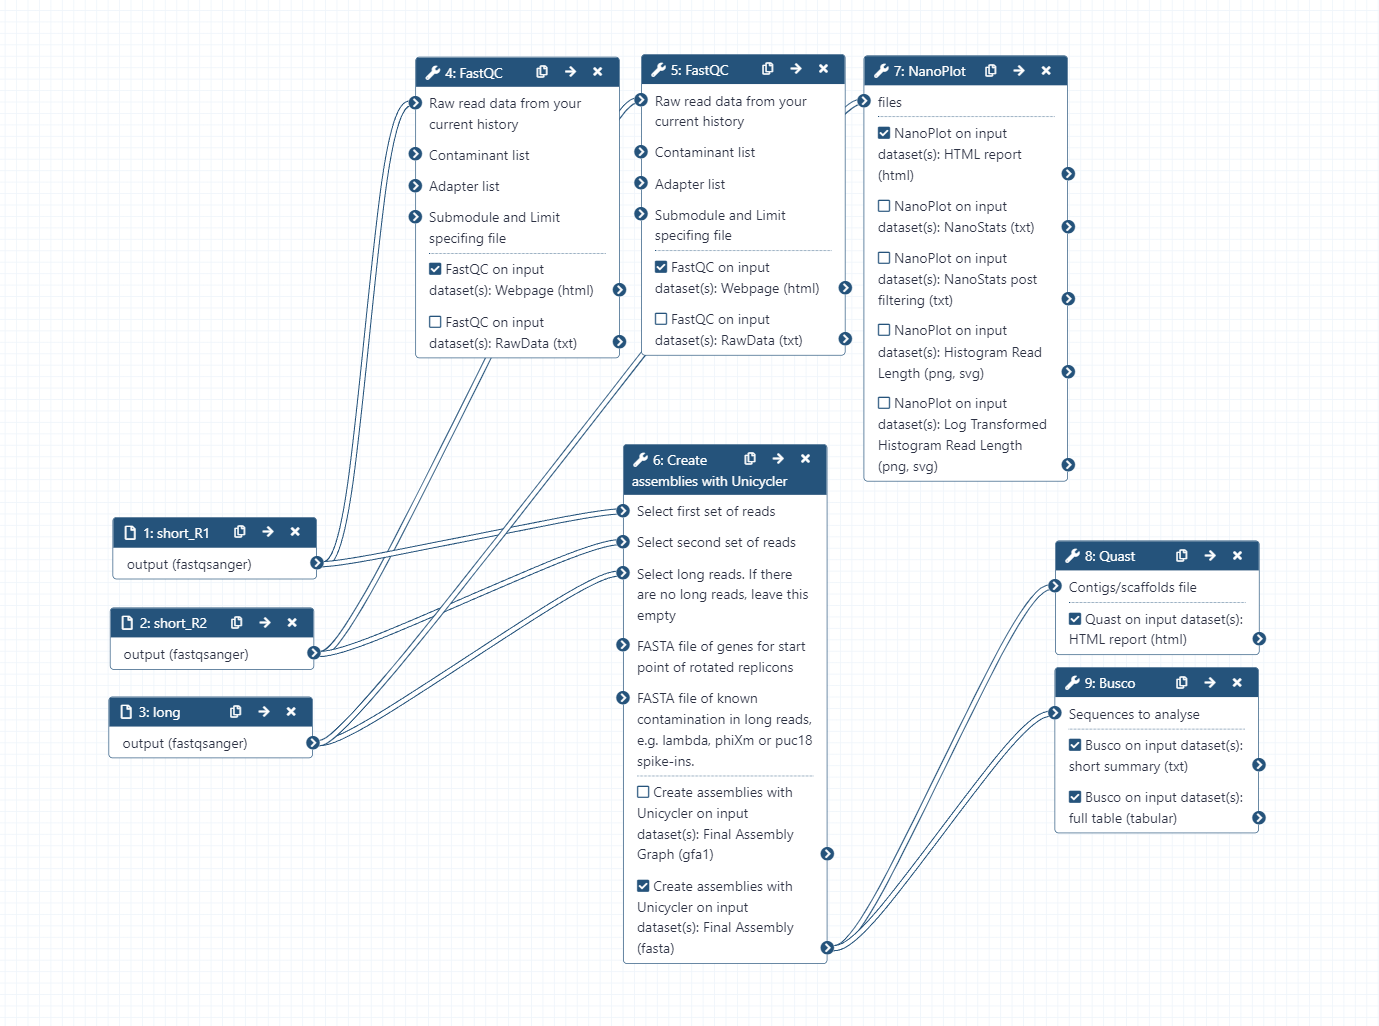 4: FastQC
Raw read data from your
current history
Contaminant list
Adapter list
Submodule and Limit
specifing file
FastQC on input
dataset(s): Webpage (html)
FastQC on input
dataset(s): RawData (txt)
5: FastQC
Raw read data from your
current history
Contaminant list
Adapter list
Submodule and Limit
specifing file
FastQC on input
dataset(s): Webpage (html)
FastQC on input
dataset(s): RawData (txt)
7: NanoPlot
files
NanoPlot on input
dataset(s): HTML report
(html)
NanoPlot on input
dataset(s): NanoStats (txt)
NanoPlot on input
dataset(s): NanoStats post
filtering (txt)
NanoPlot on input
dataset(s): Histogram Read
Length (png, svg)
NanoPlot on input
dataset(s): Log Transformed
Histogram Read Length
(png, svg)
1: short_R1
output (fastqsanger)
2: short_R2
output (fastqsanger)
3: long
output (fastqsanger)
6: Create
assemblies with Unicycler
Select first set of reads
Select second set of reads
Select long reads. If there
are no long reads, leave this
empty
FASTA file of genes for start
point of rotated replicons
FASTA file of known
contamination in long reads,
e.g. lambda, phiXm or puc18
spike-ins.
Create assemblies with
Unicycler on input
dataset(s): Final Assembly
Graph (gfa1)
Create assemblies with
Unicycler on input
dataset(s): Final Assembly
(fasta)
8: Quast
Contigs/scaffolds file
Quast on input dataset(s):
HTML report (html)
9: Busco
Sequences to analyse
Busco on input dataset(s):
short summary (txt)
Busco on input dataset(s):
full table (tabular)